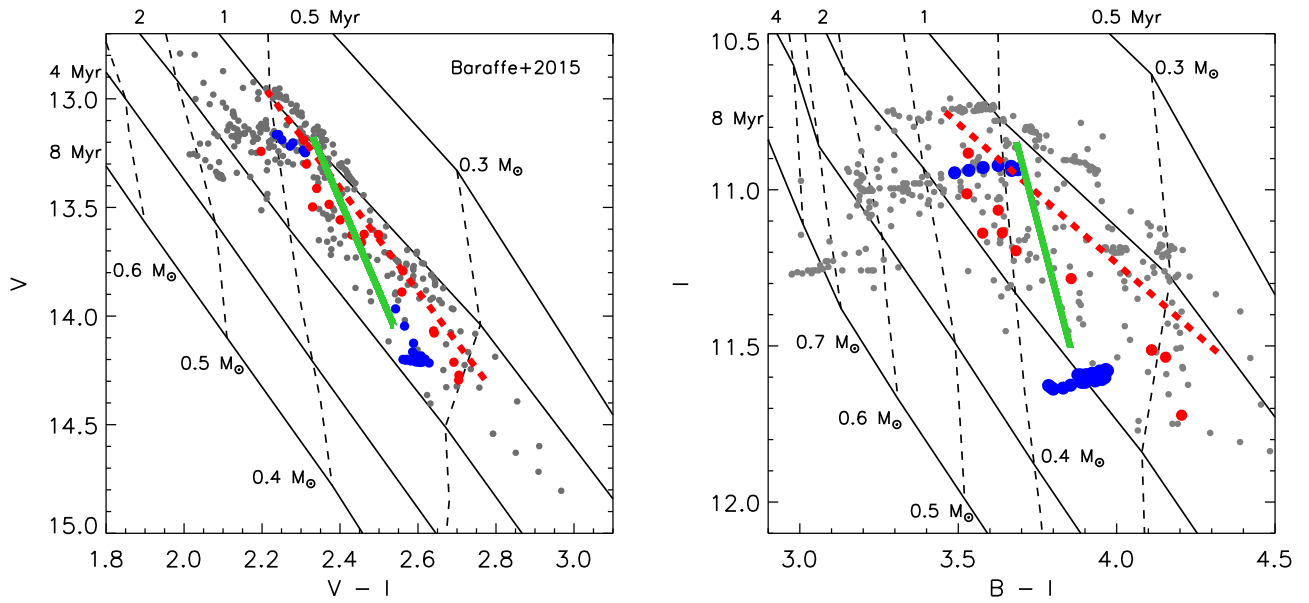 2 1 0.5 Myr
4 Myr
8 Myr
Baraffe+2015
13.0
13.5
14.0
14.5
15.0
V
0.3 M⊙
0.6 M⊙
0.5 M⊙
0.4 M⊙
1.8 2.0 2.2 2.4 2.6 2.8 3.0
V - I
4 2 1 0.5 Myr
8 Myr
10.5
11.0
11.5
12.0
I
0.3 M⊙
0.7 M⊙
0.6 M⊙
0.4 M⊙
0.5 M⊙
3.0 3.5 4.0 4.5
B - I